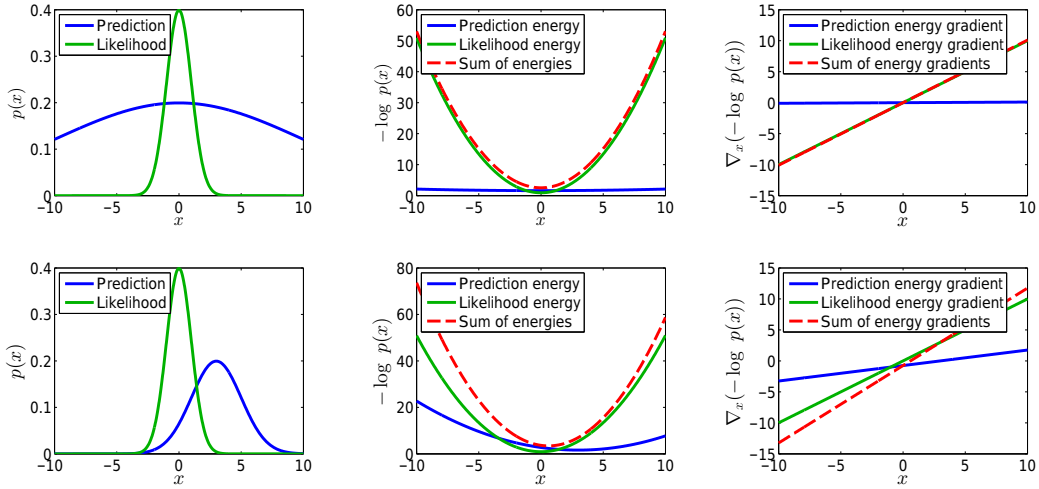 0.4
0.3
0.2
0.1
0
p(x)
Prediction
Likelihood
−10 −5 0 5 10
x
60
50
40
30
20
10
0
− log p(x)
Prediction energy
Likelihood energy
Sum of energies
−10 −5 0 5 10
x
15
10
5
0
−5
−10
−15
∇x(− log p(x))
Prediction energy gradient
Likelihood energy gradient
Sum of energy gradients
−10 −5 0 5 10
x
0.4
0.3
0.2
0.1
0
p(x)
Prediction
Likelihood
−10 −5 0 5 10
x
80
60
40
20
0
− log p(x)
Prediction energy
Likelihood energy
Sum of energies
−10 −5 0 5 10
x
15
10
5
0
−5
−10
−15
∇x(− log p(x))
Prediction energy gradient
Likelihood energy gradient
Sum of energy gradients
−10 −5 0 5 10
x